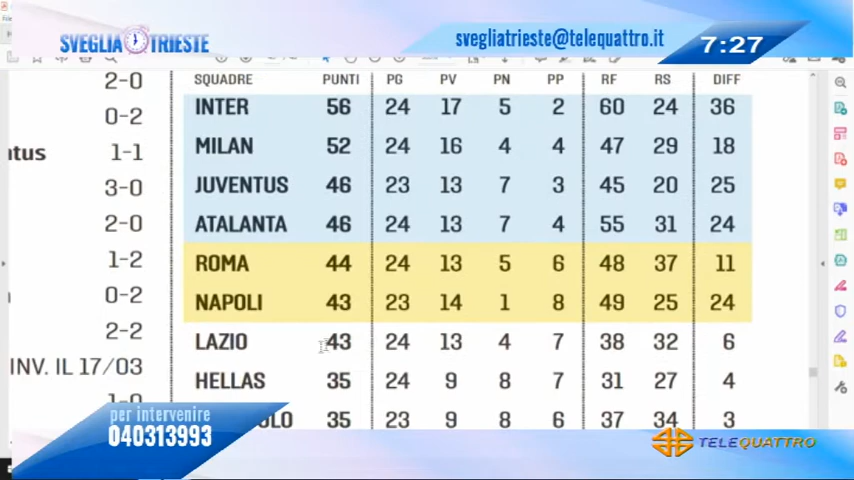 SVEGLIA TRIESTE
svegliatrieste@telequattro.it
7:27
2-0
0-2
1-1
3-0
2-0
1-2
0-2
2-2
INV. IL 17/03
SQUADRE PUNTI PG PV PN PP RF RS DIFF
INTER 56 24 17 5 2 60 24 36
MILAN 52 24 16 4 4 47 29 18
JUVENTUS 46 23 13 7 3 45 20 25
ATALANTA 46 24 13 7 4 55 31 24
ROMA 44 24 13 5 6 48 37 11
NAPOLI 43 23 14 1 8 49 25 24
LAZIO 43 24 13 4 7 38 32 6
HELLAS 35 24 9 8 7 31 27 4
OLO 35 23 9 8 6 37 34 3
per intervenire
040313993
TELEQUATTRO